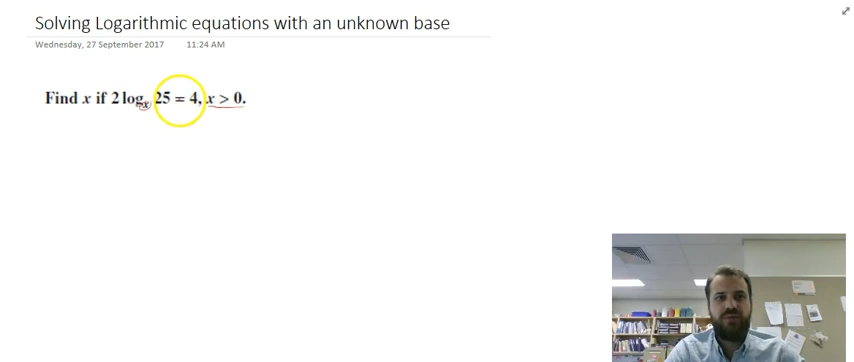 Solving Logarithmic equations with an unknown base
Wednesday, 27 September 2017 11:24 AM
Find x if 2 logₓ 25 = 4, x > 0.